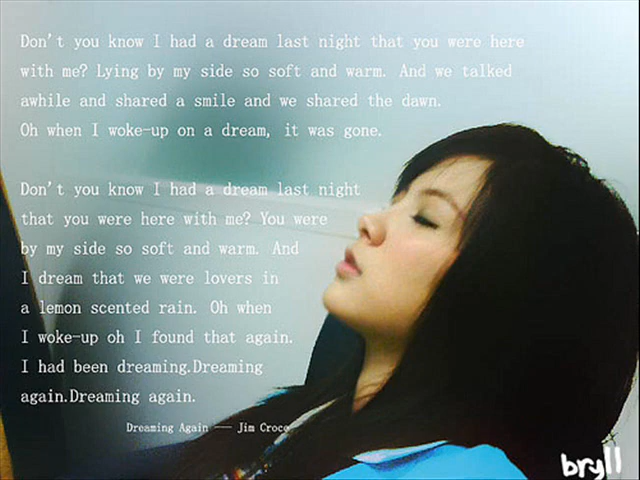 Don't you know I had a dream last night that you were here
with me? Lying by my side so soft and warm. And we talked
awhile and shared a smile and we shared the dawn.
Oh when I woke-up on a dream, it was gone.
Don't you know I had a dream last night
that you were here with me? You were
by my side so soft and warm. And
I dream that we were lovers in
a lemon scented rain. Oh when
I woke-up oh I found that again.
I had been dreaming.Dreaming
again.Dreaming again.
Dreaming Again —— Jim Croce
bryll